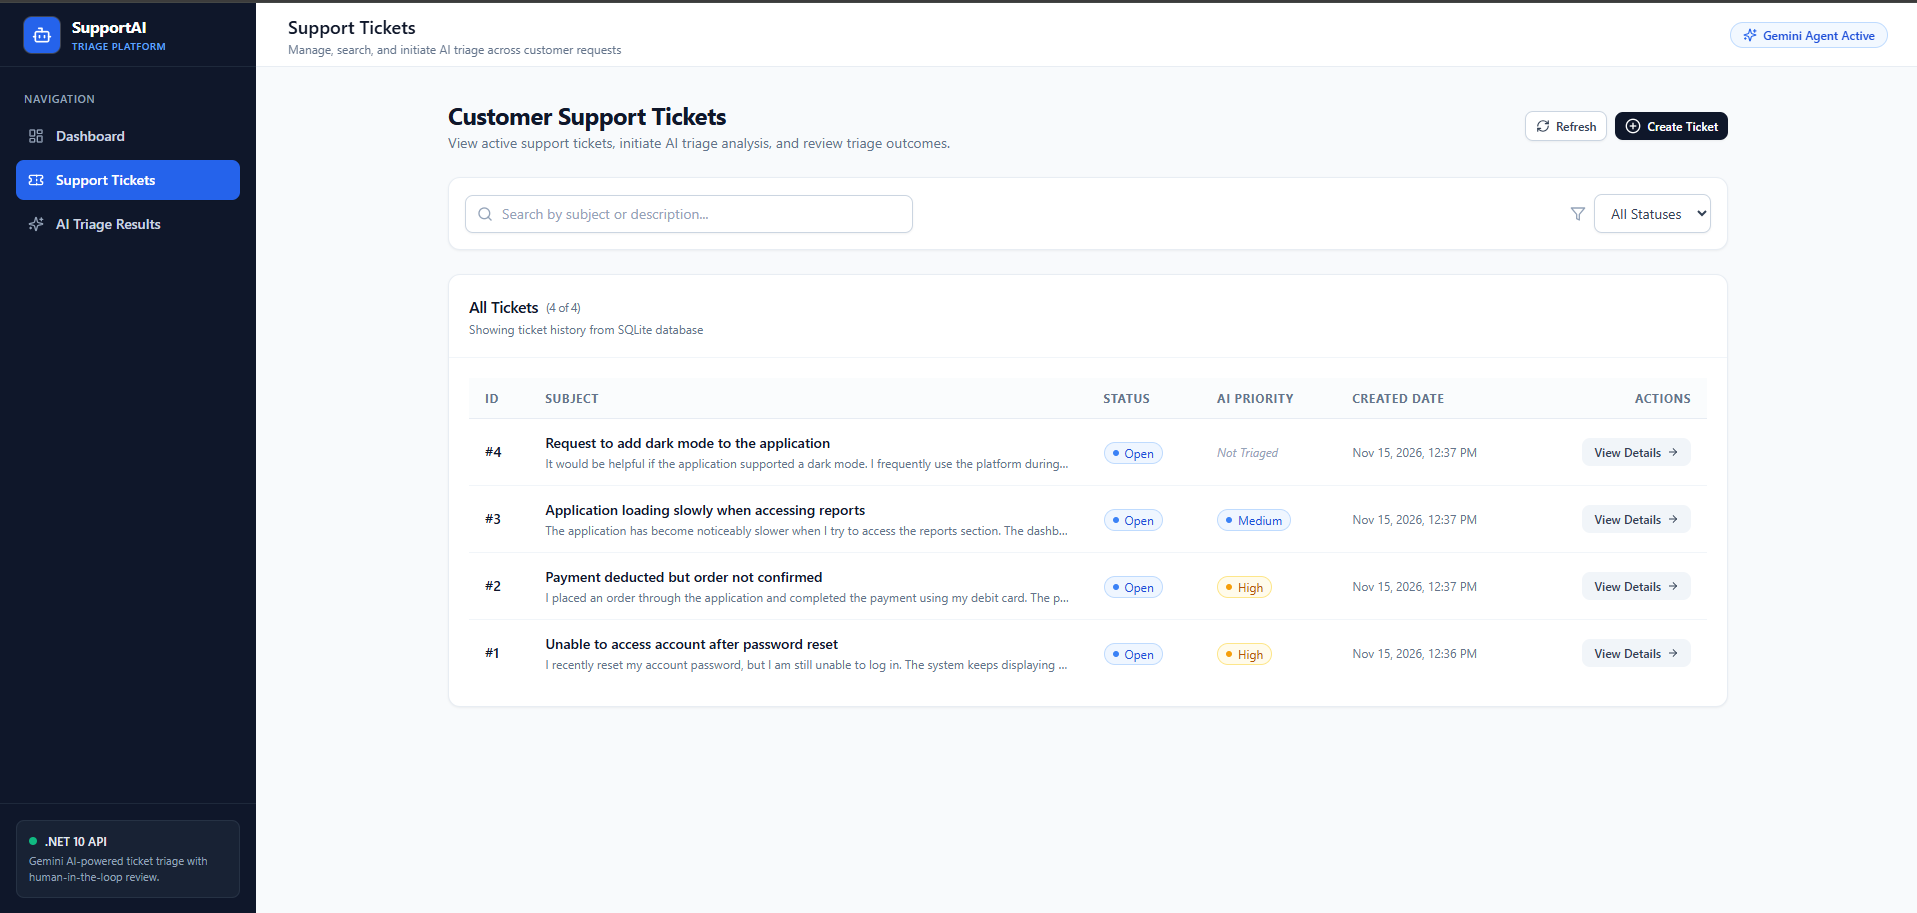 SupportAI
TRIAGE PLATFORM
NAVIGATION
Dashboard
Support Tickets
AI Triage Results
.NET 10 API
Gemini AI-powered ticket triage with
human-in-the-loop review.
Support Tickets
Manage, search, and initiate AI triage across customer requests
Gemini Agent Active
Customer Support Tickets
View active support tickets, initiate AI triage analysis, and review triage outcomes.
Refresh
Create Ticket
Search by subject or description...
All Statuses
All Tickets (4 of 4)
Showing ticket history from SQLite database
ID SUBJECT STATUS AI PRIORITY CREATED DATE ACTIONS
#4 Request to add dark mode to the application Open Not Triaged Nov 15, 2026, 12:37 PM View Details →
It would be helpful if the application supported a dark mode. I frequently use the platform during...
#3 Application loading slowly when accessing reports Open Medium Nov 15, 2026, 12:37 PM View Details →
The application has become noticeably slower when I try to access the reports section. The dashb...
#2 Payment deducted but order not confirmed Open High Nov 15, 2026, 12:37 PM View Details →
I placed an order through the application and completed the payment using my debit card. The p...
#1 Unable to access account after password reset Open High Nov 15, 2026, 12:36 PM View Details →
I recently reset my account password, but I am still unable to log in. The system keeps displaying ...